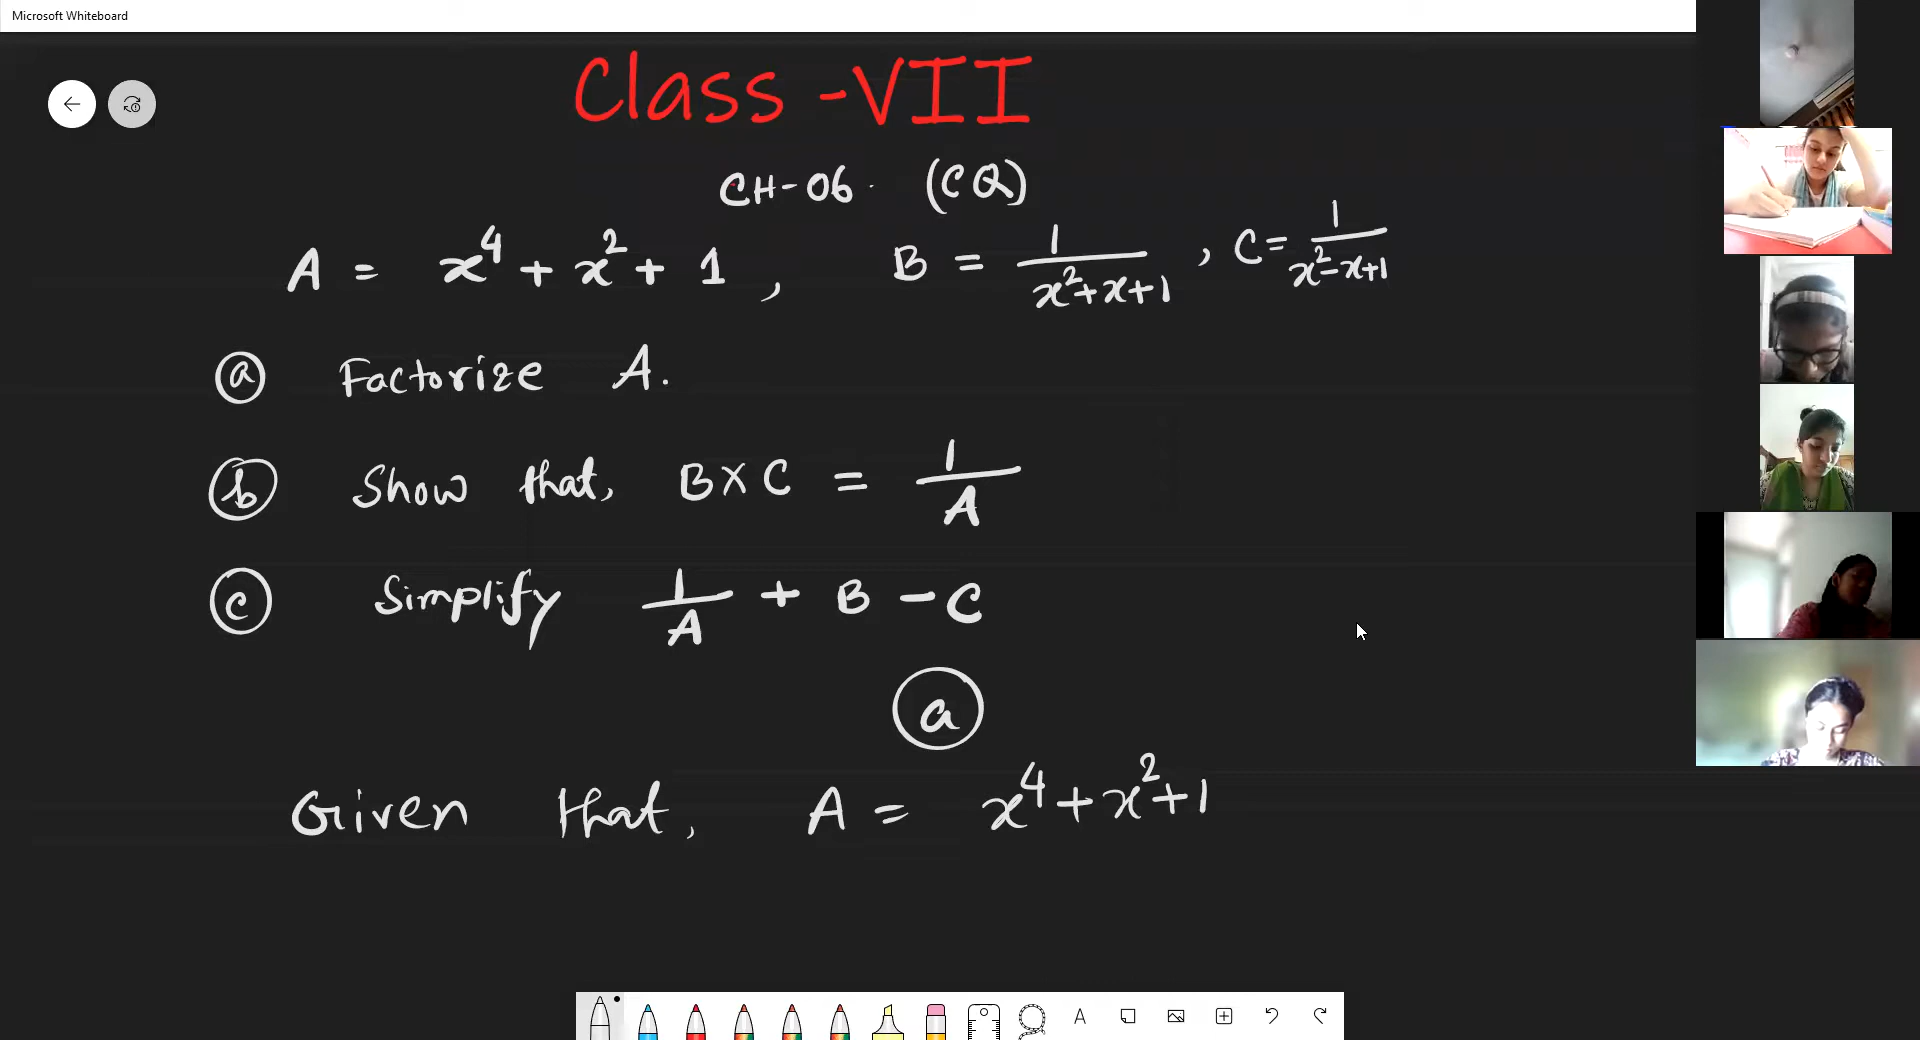 Microsoft Whiteboard
Class - VII
CH-06. (CQ)
A = x⁴ + x² + 1, B = 1/(x²+x+1), C = 1/(x²-x+1)
(a) Factorize A.
(b) Show that, B × C = 1/A
(c) Simplify 1/A + B - C
(a)
Given that, A = x⁴+x²+1
A